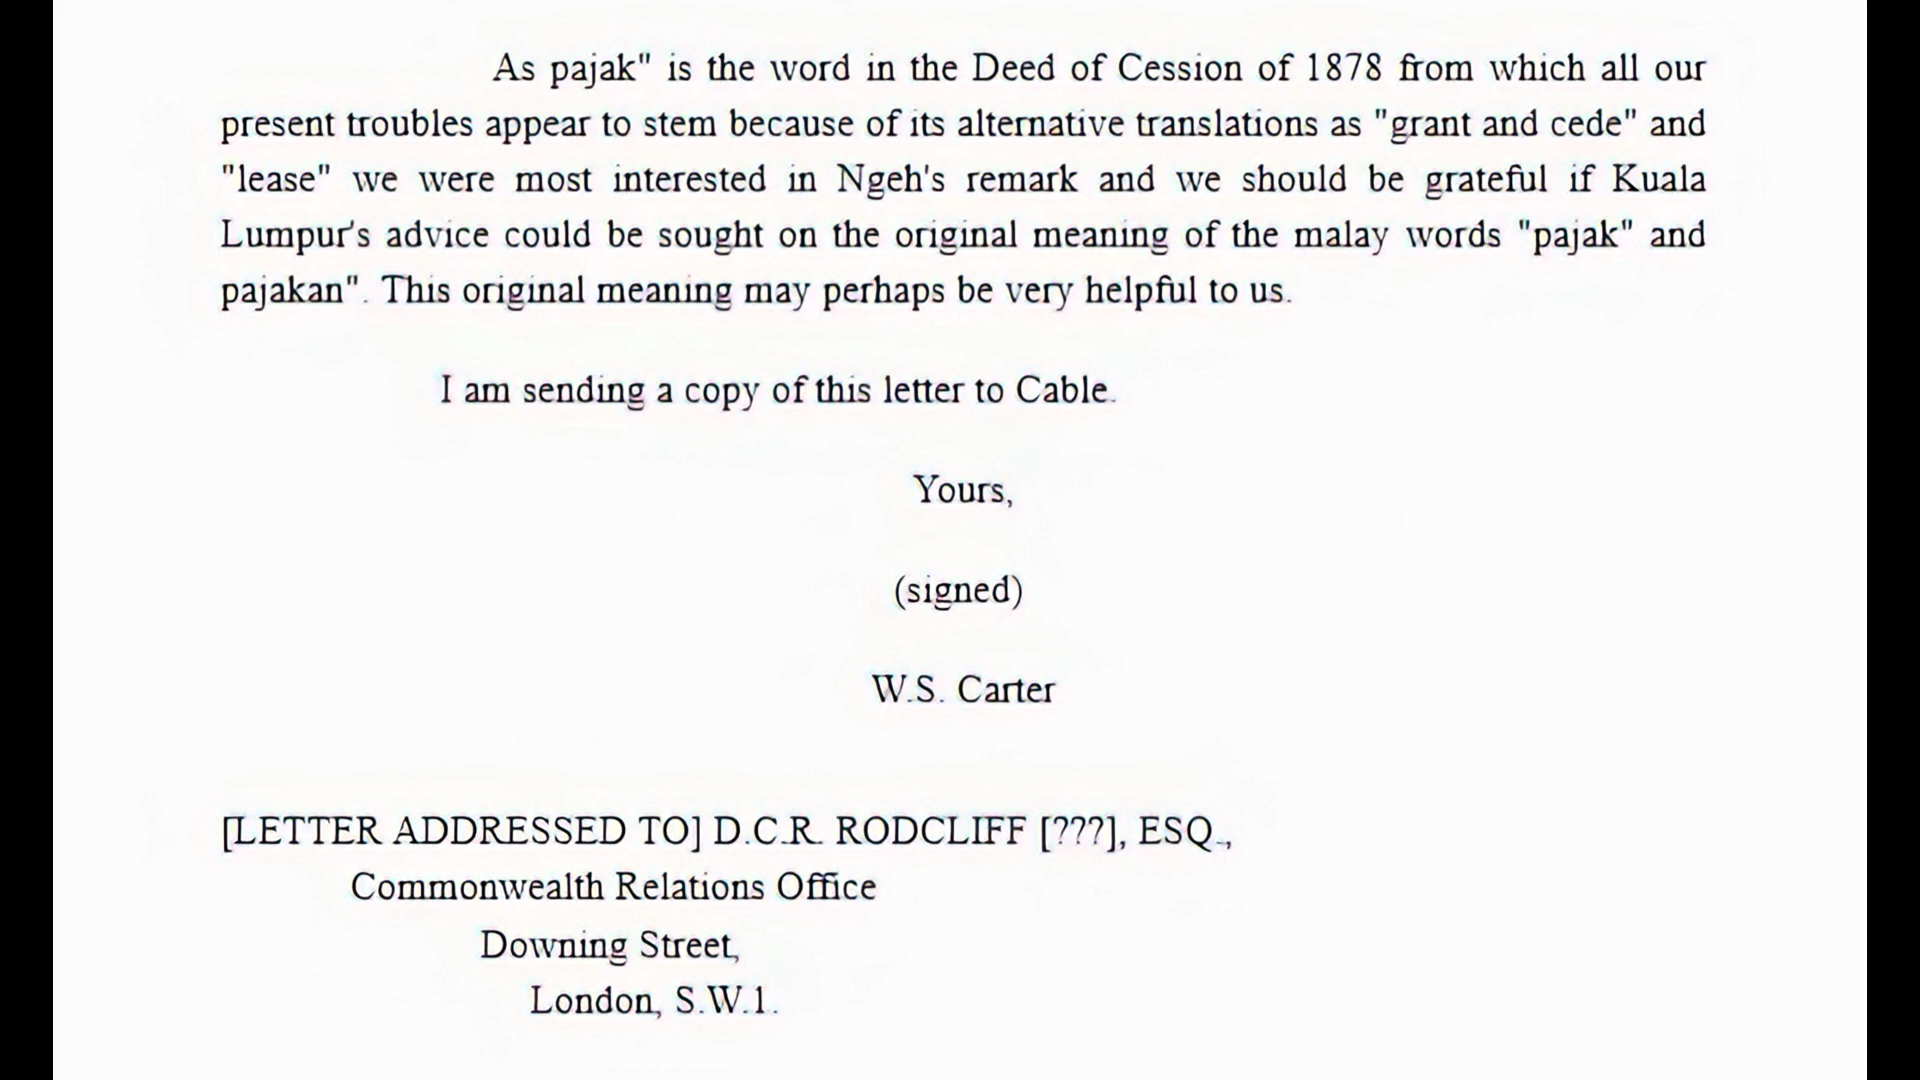 As pajak" is the word in the Deed of Cession of 1878 from which all our
present troubles appear to stem because of its alternative translations as "grant and cede" and
"lease" we were most interested in Ngeh's remark and we should be grateful if Kuala
Lumpur's advice could be sought on the original meaning of the malay words "pajak" and
pajakan". This original meaning may perhaps be very helpful to us.
I am sending a copy of this letter to Cable.
Yours,
(signed)
W.S. Carter
[LETTER ADDRESSED TO] D.C.R. RODCLIFF [???], ESQ.,
Commonwealth Relations Office
Downing Street,
London, S.W.1.